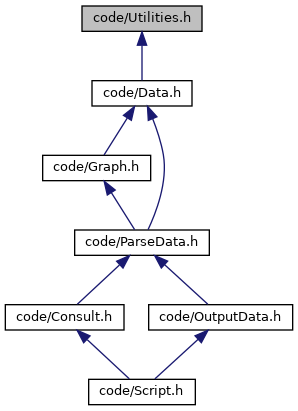 code/Utilities.h
code/Data.h
code/Graph.h
code/ParseData.h
code/Consult.h
code/OutputData.h
code/Script.h